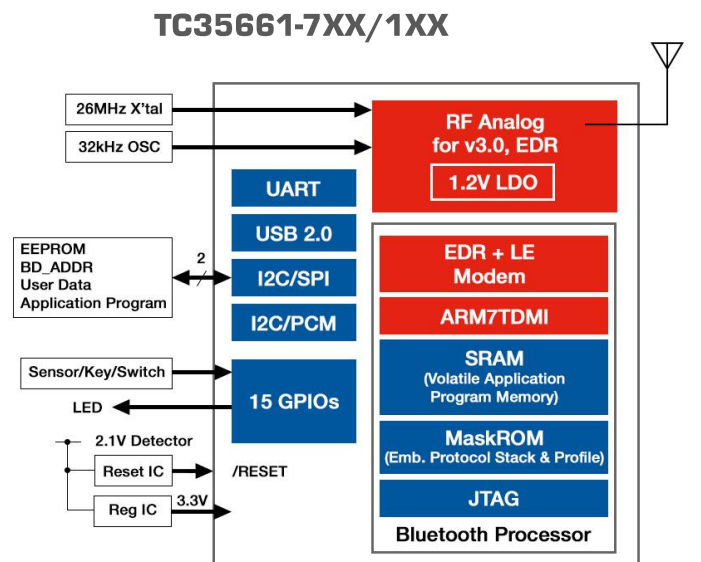 TC35661-7XX/1XX
26MHz X'tal
32kHz OSC
RF Analog
for v3.0, EDR
1.2V LDO
UART
USB 2.0
I2C/SPI
I2C/PCM
15 GPIOs
EEPROM
BD_ADDR
User Data
Application Program
2
Sensor/Key/Switch
LED
2.1V Detector
Reset IC
/RESET
Reg IC
3.3V
EDR + LE
Modem
ARM7TDMI
SRAM
(Volatile Application
Program Memory)
MaskROM
(Emb. Protocol Stack & Profile)
JTAG
Bluetooth Processor